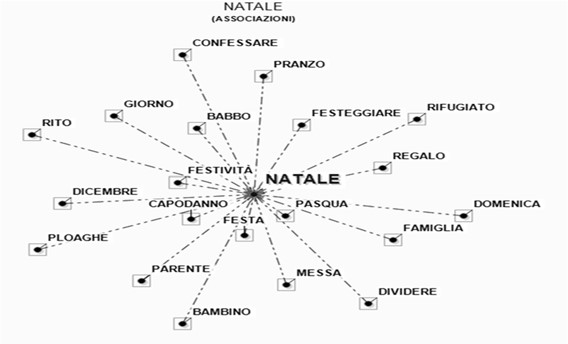 NATALE
(ASSOCIAZIONI)
CONFESSARE
PRANZO
GIORNO
BABBO
FESTEGGIARE
RIFUGIATO
RITO
REGALO
FESTIVITÀ
NATALE
DICEMBRE
CAPODANNO
PASQUA
DOMENICA
FESTA
FAMIGLIA
PLOAGHE
PARENTE
MESSA
DIVIDERE
BAMBINO